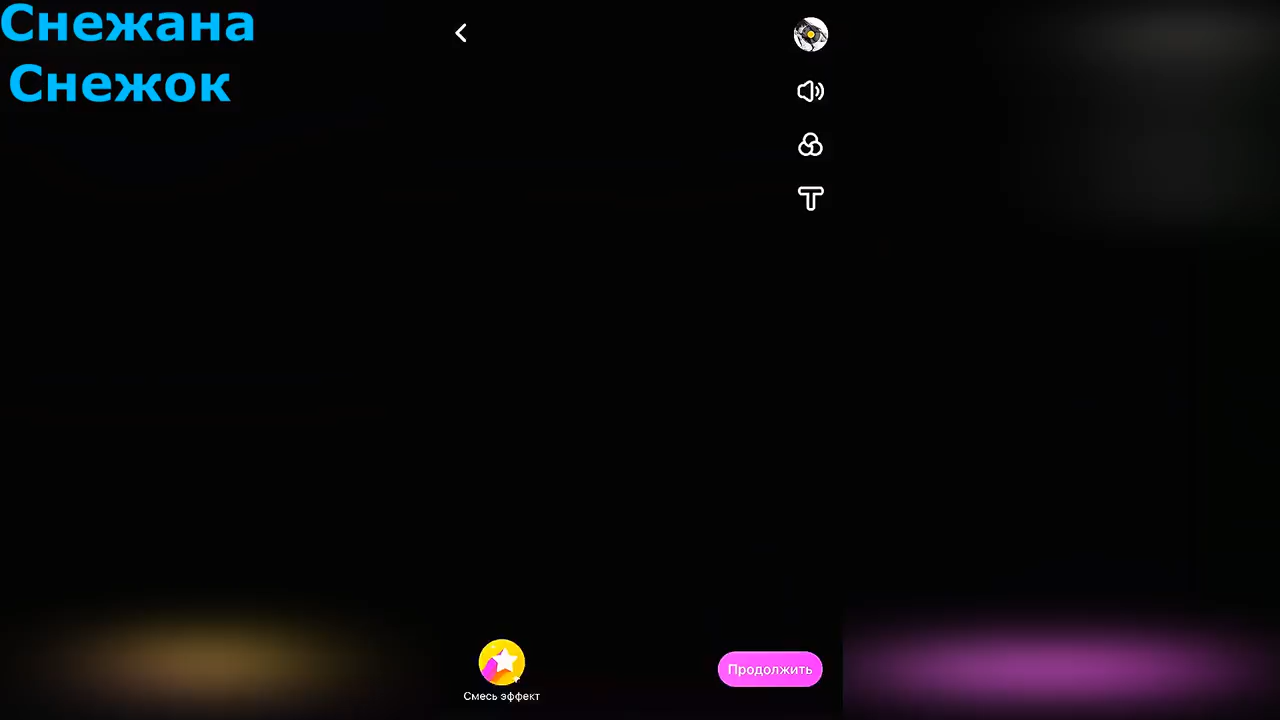 Снежана
Снежок
Смесь эффект
Продолжить